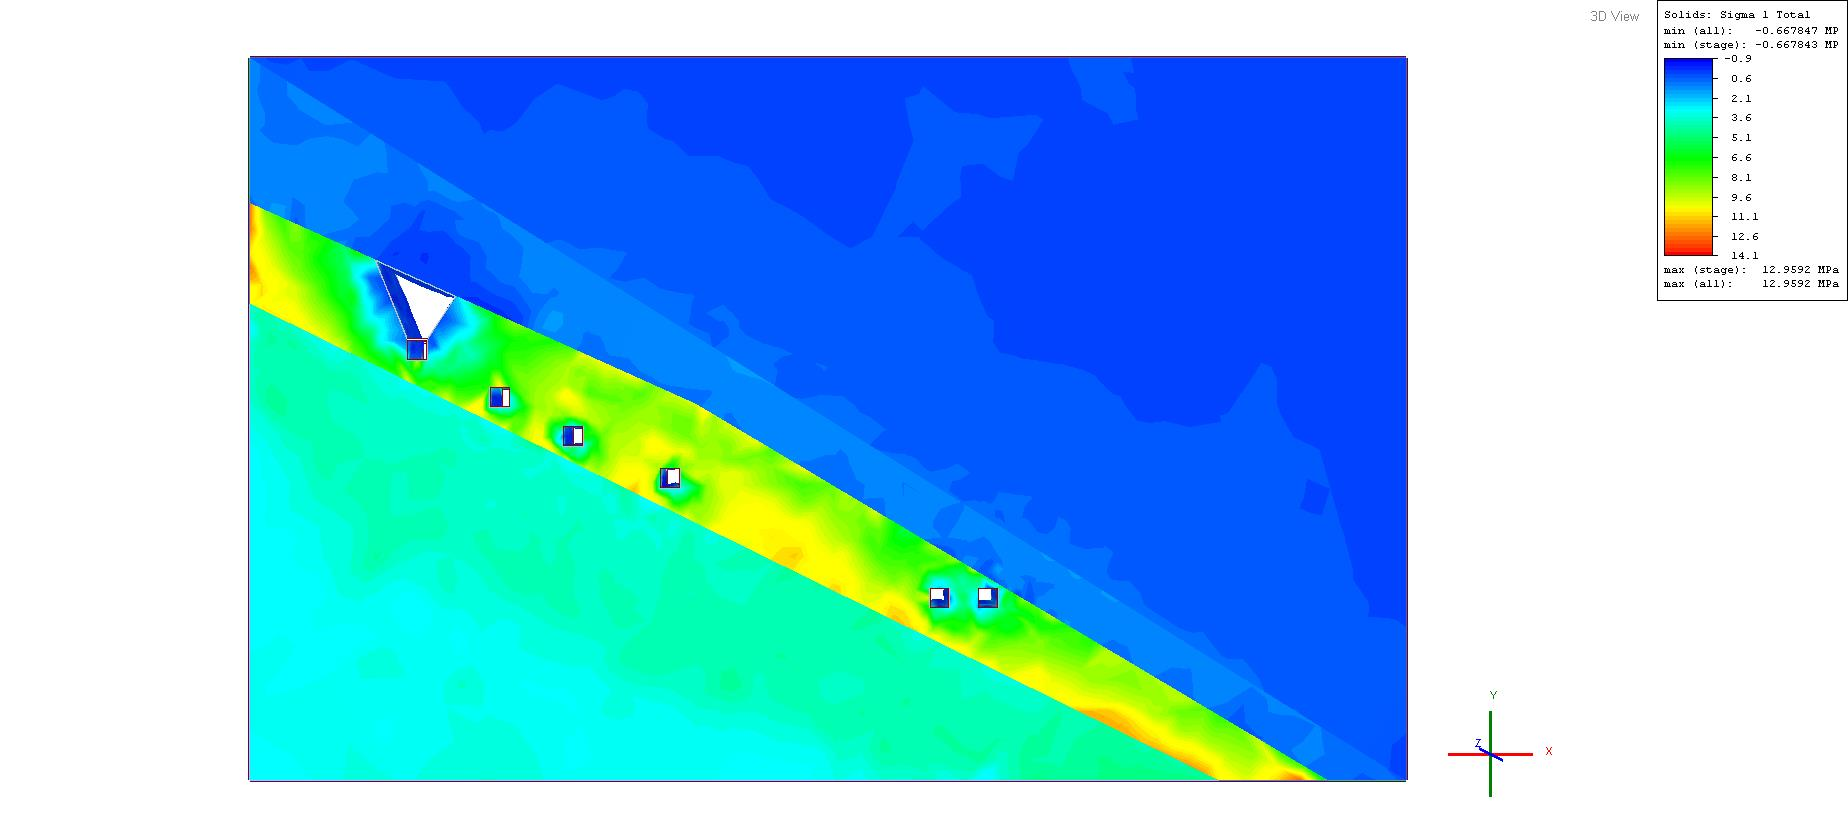 3D View
Solids: Sigma 1 Total
min (all): -0.667847 MP
min (stage): -0.667843 MP
-0.9
0.6
2.1
3.6
5.1
6.6
8.1
9.6
11.1
12.6
14.1
max (stage): 12.9592 MPa
max (all): 12.9592 MPa
Y
Z
X